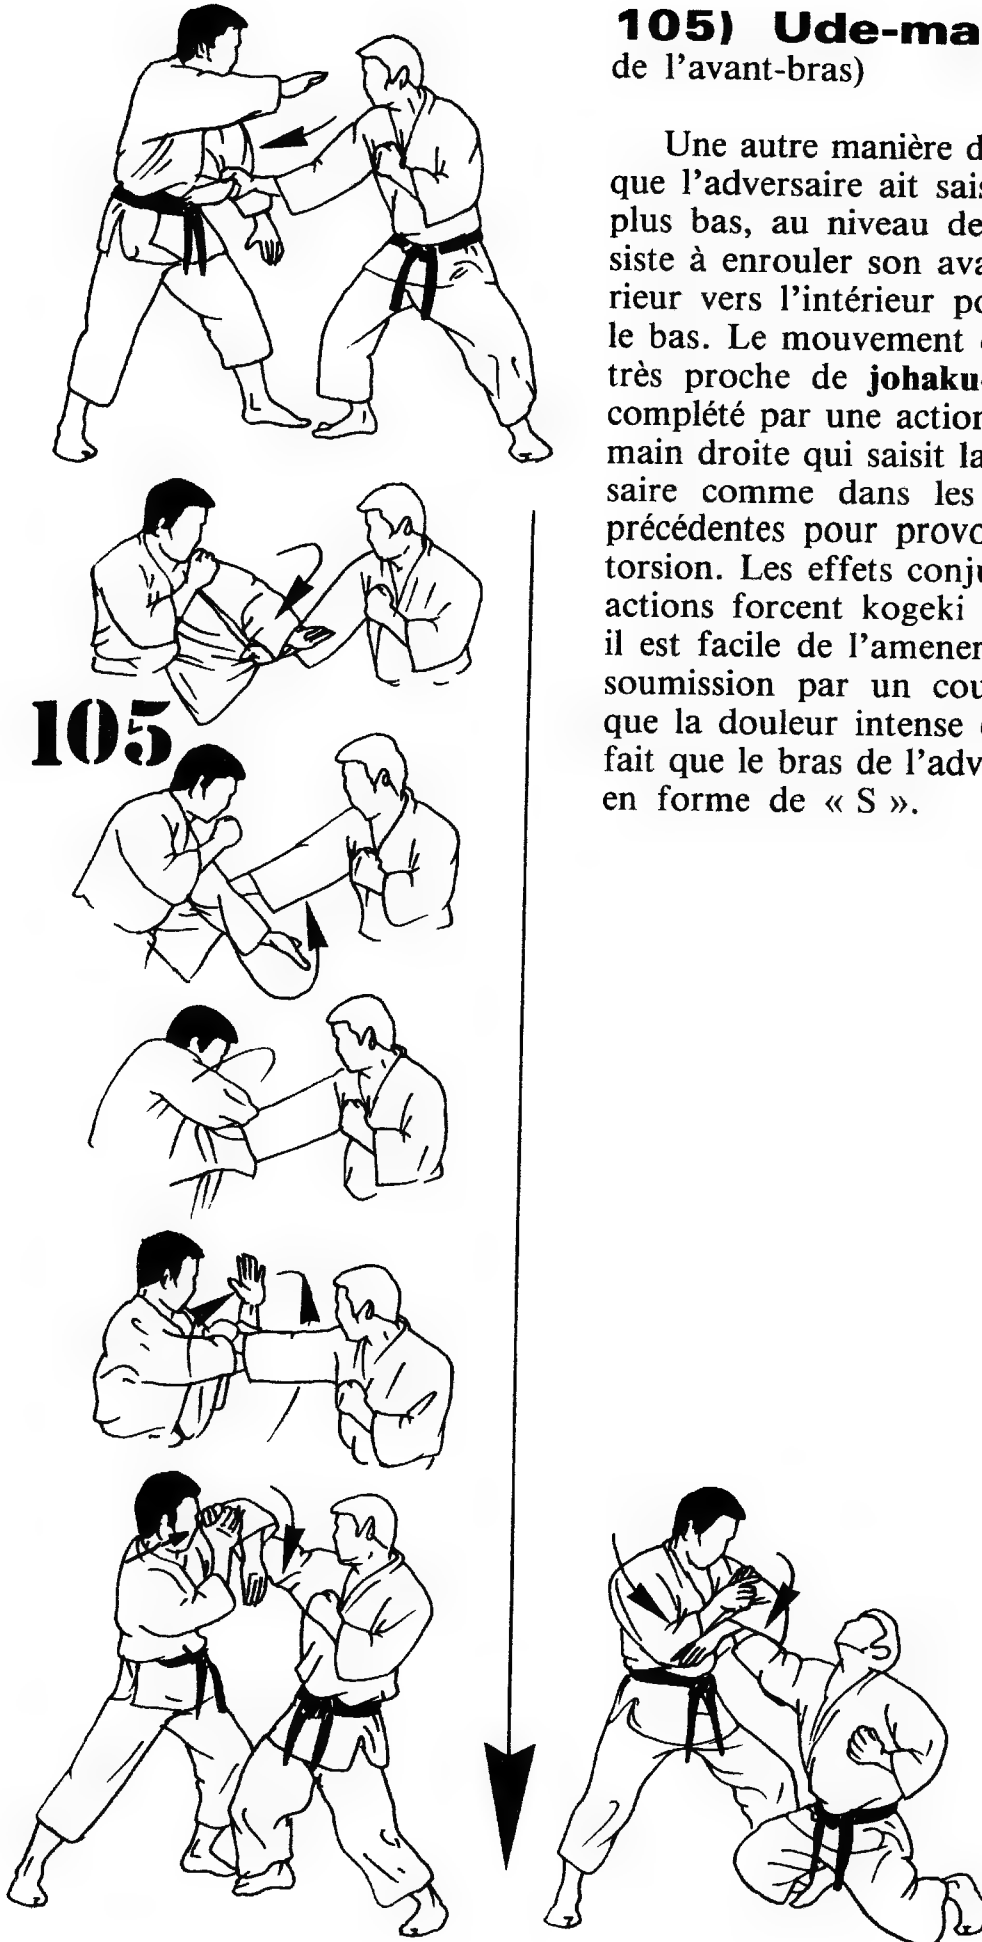 105) Ude-ma
de l'avant-bras)
Une autre manière d
que l'adversaire ait sais
plus bas, au niveau de
siste à enrouler son ava
rieur vers l'intérieur po
le bas. Le mouvement
très proche de johaku-
complété par une action
main droite qui saisit la
saire comme dans les
précédentes pour provo
torsion. Les effets conju
actions forcent kogeki
il est facile de l'amener
soumission par un cou
que la douleur intense
fait que le bras de l'adv
en forme de « S ».
105